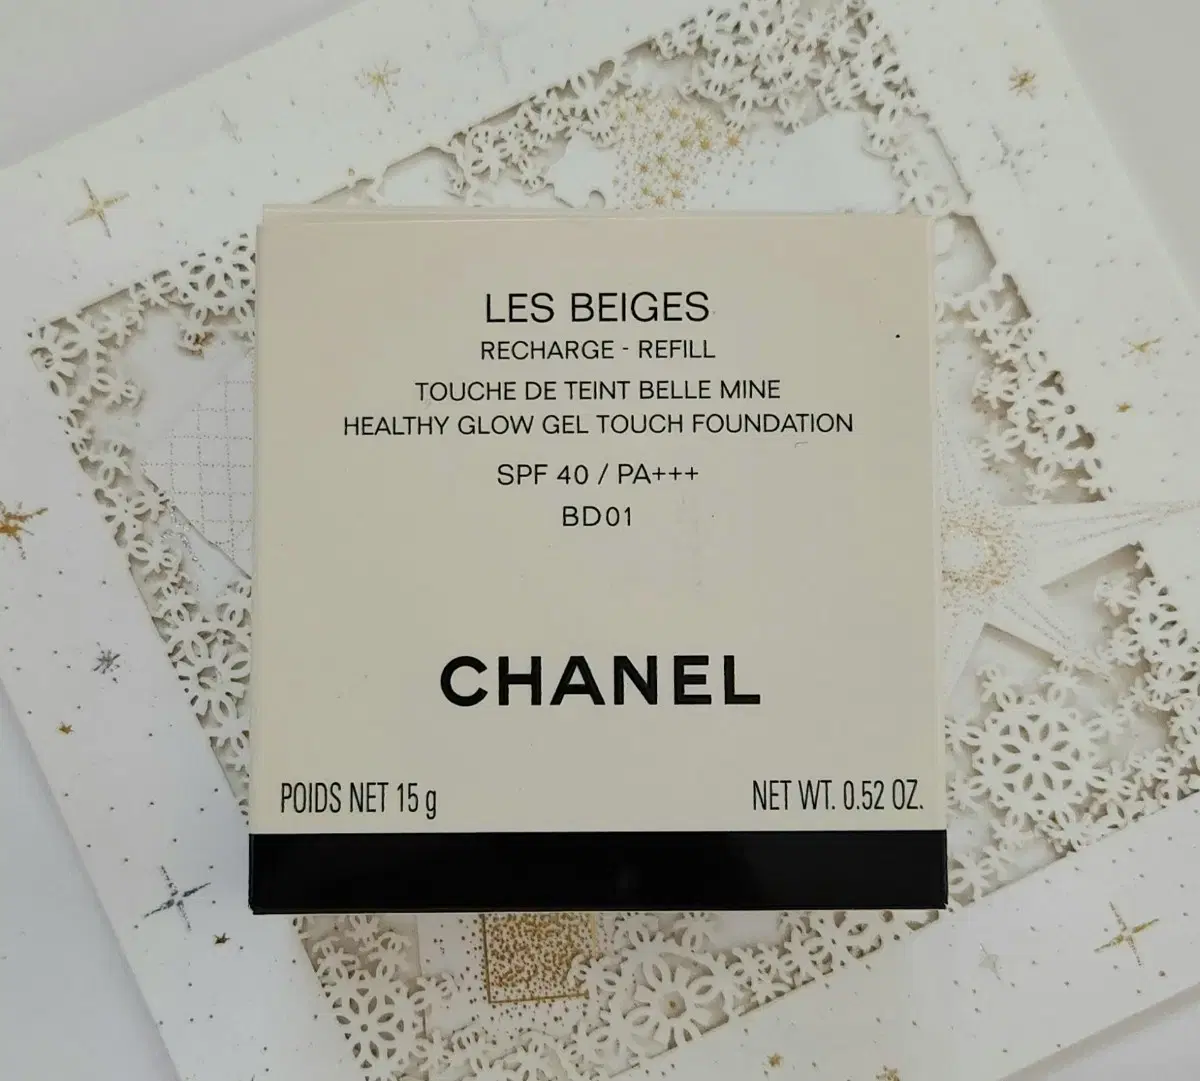 LES BEIGES
RECHARGE - REFILL
TOUCHE DE TEINT BELLE MINE
HEALTHY GLOW GEL TOUCH FOUNDATION
SPF 40 / PA+++
BD01
CHANEL
POIDS NET 15 g
NET WT. 0.52 OZ.